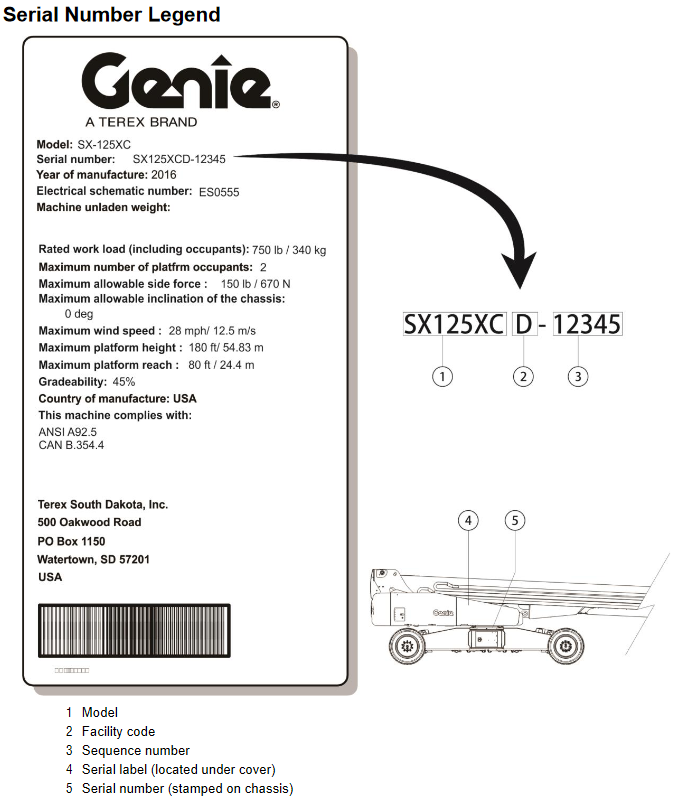 Serial Number Legend
Genie®
A TEREX BRAND
Model: SX-125XC
Serial number: SX125XCD-12345
Year of manufacture: 2016
Electrical schematic number: ES0555
Machine unladen weight:
Rated work load (including occupants): 750 lb / 340 kg
Maximum number of platfrm occupants: 2
Maximum allowable side force : 150 lb / 670 N
Maximum allowable inclination of the chassis:
0 deg
Maximum wind speed : 28 mph/ 12.5 m/s
Maximum platform height : 180 ft/ 54.83 m
Maximum platform reach : 80 ft / 24.4 m
Gradeability: 45%
Country of manufacture: USA
This machine complies with:
ANSI A92.5
CAN B.354.4
Terex South Dakota, Inc.
500 Oakwood Road
PO Box 1150
Watertown, SD 57201
USA
SX125XC D - 12345
1 2 3
4 5
Genie
1 Model
2 Facility code
3 Sequence number
4 Serial label (located under cover)
5 Serial number (stamped on chassis)